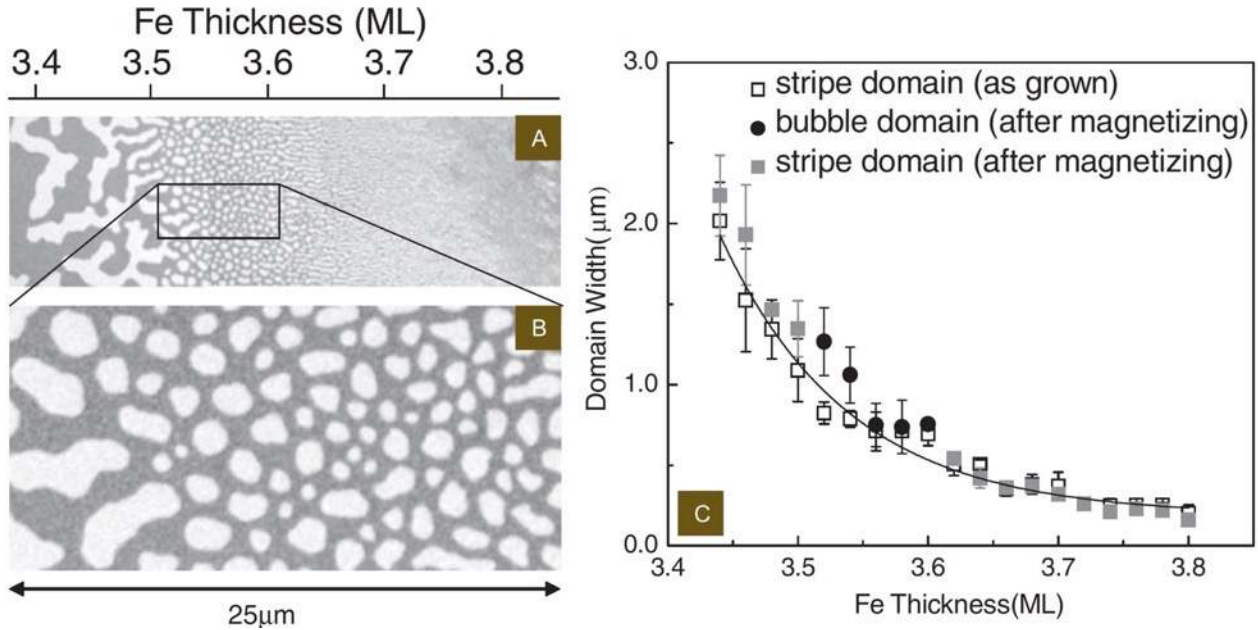 Fe Thickness (ML)
3.4 3.5 3.6 3.7 3.8
A
B
25μm
3.0
2.0
1.0
0.0
Domain Width(μm)
stripe domain (as grown)
bubble domain (after magnetizing)
stripe domain (after magnetizing)
C
3.4 3.5 3.6 3.7 3.8
Fe Thickness(ML)